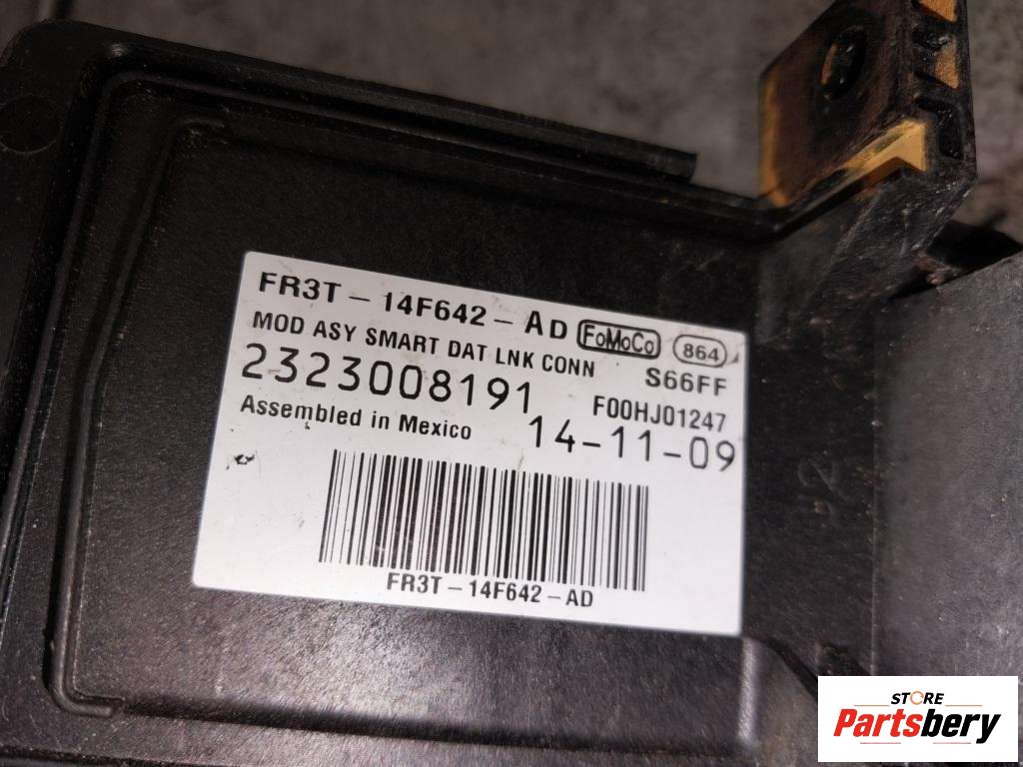 FR3T - 14F642 - AD FoMoCo 864
MOD ASY SMART DAT LNK CONN S66FF
2323008191 F00HJ01247
Assembled in Mexico 14-11-09
FR3T - 14F642 - AD
STORE
Partsbery